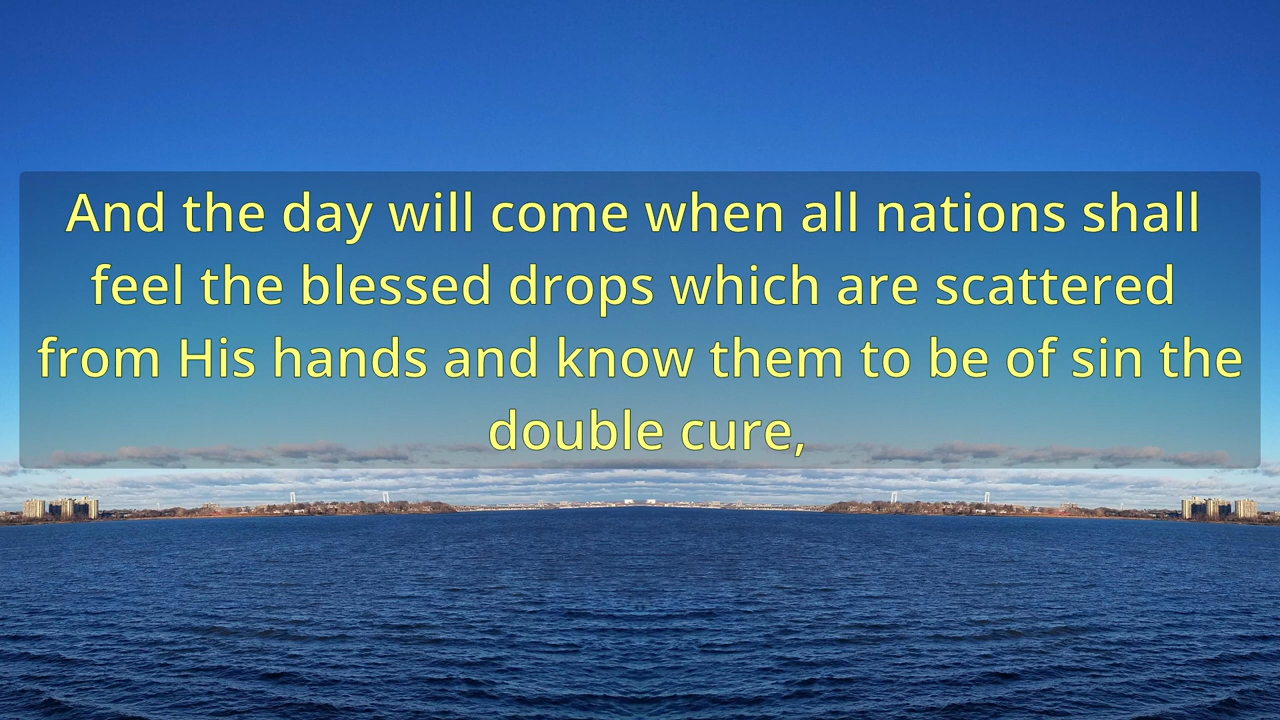 And the day will come when all nations shall
feel the blessed drops which are scattered
from His hands and know them to be of sin the
double cure,